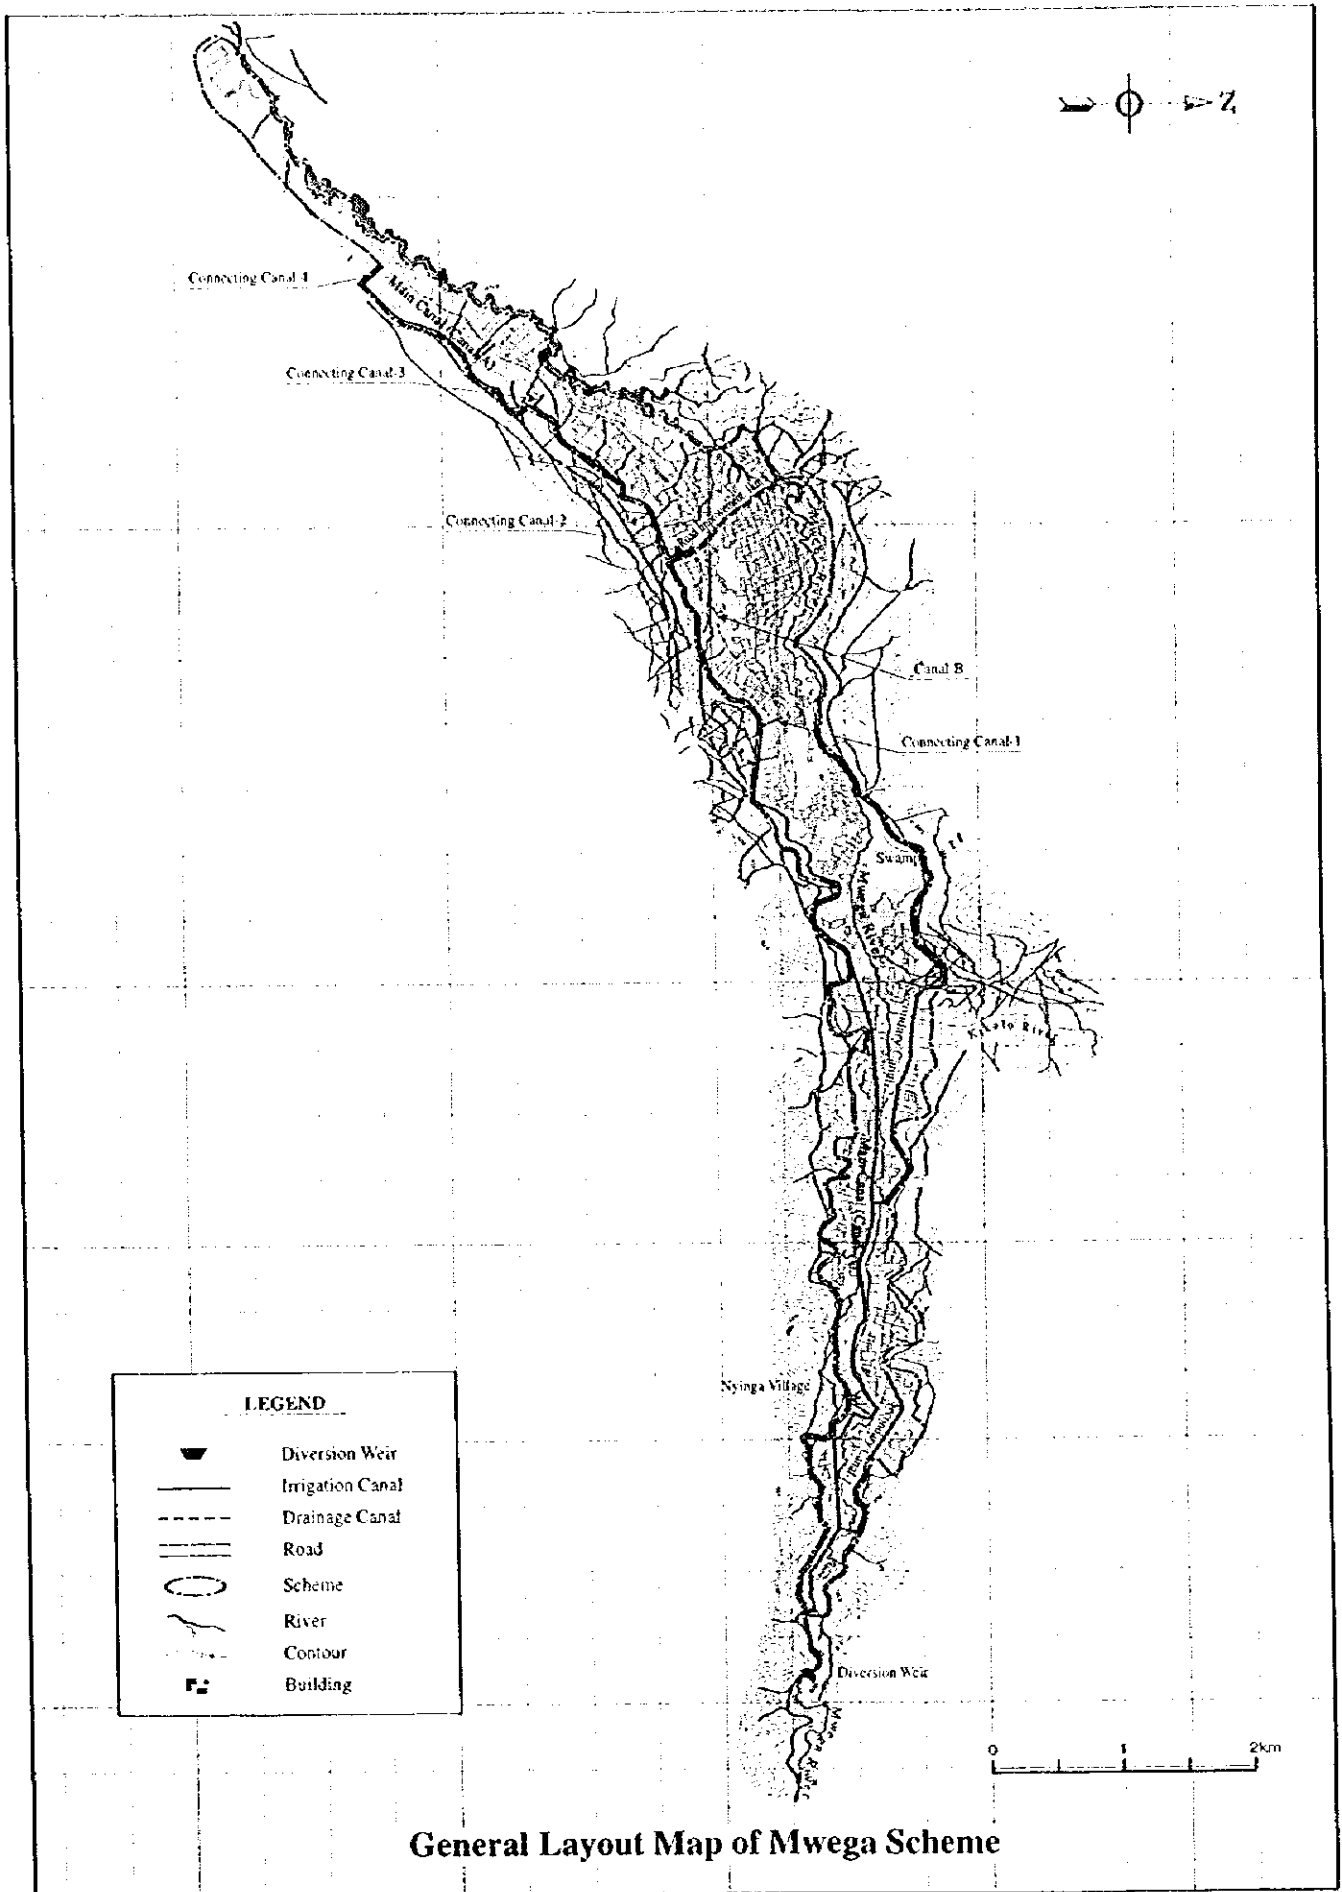 N
Connecting Canal-4
Main Canal
Connecting Canal-3
Connecting Canal-2
Canal B
Connecting Canal-1
Swamp
Mwega River
River
Main Canal
Nyinga Village
LEGEND
Diversion Weir
Irrigation Canal
Drainage Canal
Road
Scheme
River
Contour
Building
Diversion Weir
Mwega River
0 1 2km
General Layout Map of Mwega Scheme